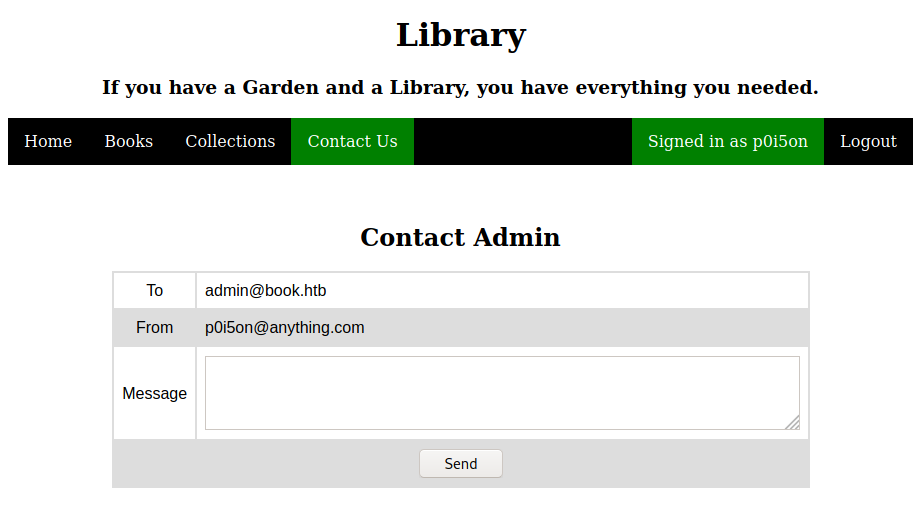 Library
If you have a Garden and a Library, you have everything you needed.
Home Books Collections Contact Us Signed in as p0i5on Logout
Contact Admin
To admin@book.htb
From p0i5on@anything.com
Message
Send